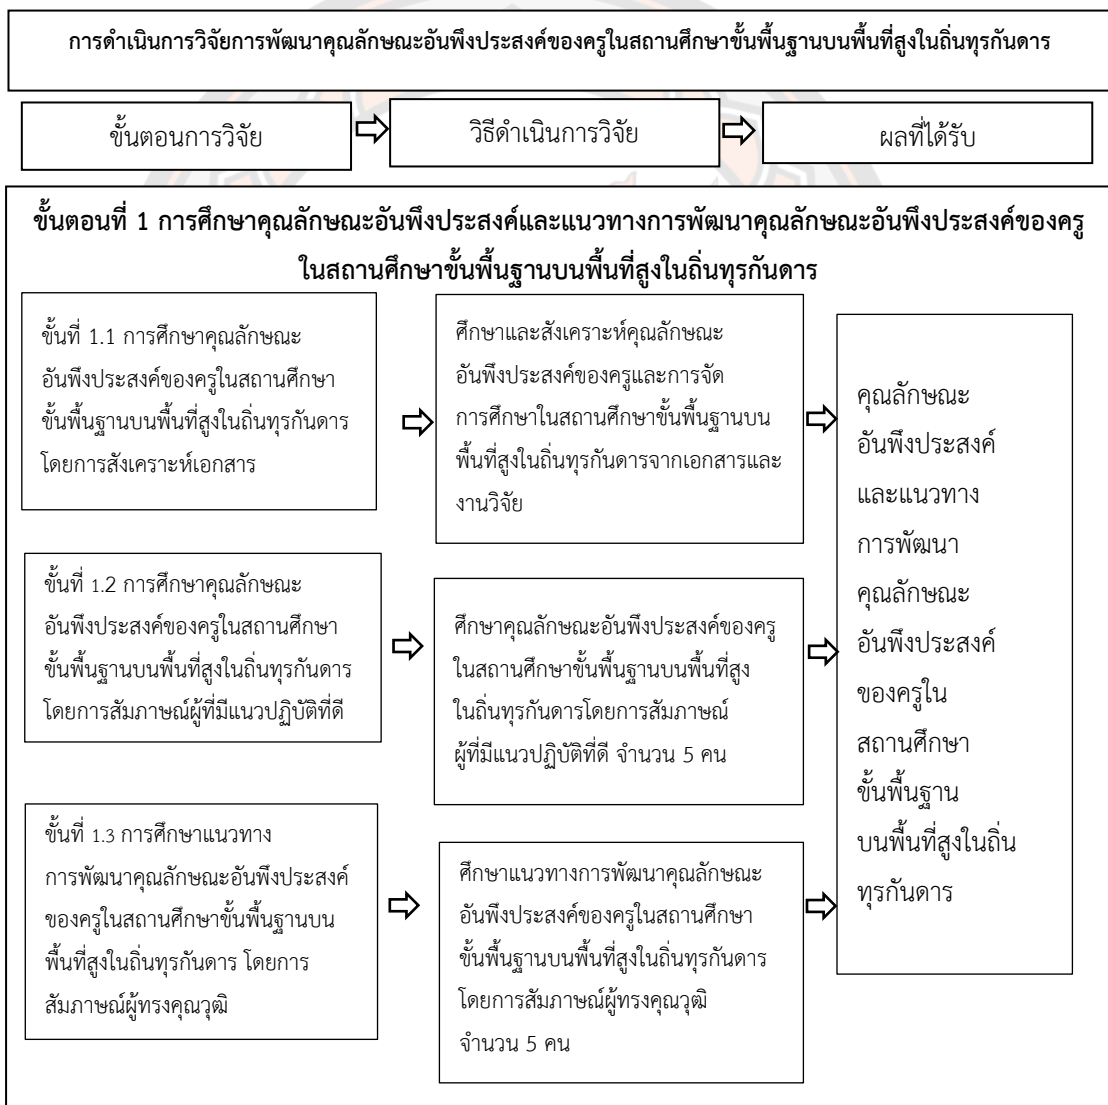 การดำเนินการวิจัยการพัฒนาคุณลักษณะอันพึงประสงค์ของครูในสถานศึกษาขั้นพื้นฐานบนพื้นที่สูงในถิ่นทุรกันดาร
ขั้นตอนการวิจัย
วิธีดำเนินการวิจัย
ผลที่ได้รับ
ขั้นตอนที่ 1 การศึกษาคุณลักษณะอันพึงประสงค์และแนวทางการพัฒนาคุณลักษณะอันพึงประสงค์ของครู
ในสถานศึกษาขั้นพื้นฐานบนพื้นที่สูงในถิ่นทุรกันดาร
ขั้นที่ 1.1 การศึกษาคุณลักษณะ
อันพึงประสงค์ของครูในสถานศึกษา
ขั้นพื้นฐานบนพื้นที่สูงในถิ่นทุรกันดาร
โดยการสังเคราะห์เอกสาร
ศึกษาและสังเคราะห์คุณลักษณะ
อันพึงประสงค์ของครูและการจัด
การศึกษาในสถานศึกษาขั้นพื้นฐานบน
พื้นที่สูงในถิ่นทุรกันดารจากเอกสารและ
งานวิจัย
ขั้นที่ 1.2 การศึกษาคุณลักษณะ
อันพึงประสงค์ของครูในสถานศึกษา
ขั้นพื้นฐานบนพื้นที่สูงในถิ่นทุรกันดาร
โดยการสัมภาษณ์ผู้ที่มีแนวปฏิบัติที่ดี
ศึกษาคุณลักษณะอันพึงประสงค์ของครู
ในสถานศึกษาขั้นพื้นฐานบนพื้นที่สูง
ในถิ่นทุรกันดารโดยการสัมภาษณ์
ผู้ที่มีแนวปฏิบัติที่ดี จำนวน 5 คน
ขั้นที่ 1.3 การศึกษาแนวทาง
การพัฒนาคุณลักษณะอันพึงประสงค์
ของครูในสถานศึกษาขั้นพื้นฐานบน
พื้นที่สูงในถิ่นทุรกันดาร โดยการ
สัมภาษณ์ผู้ทรงคุณวุฒิ
ศึกษาแนวทางการพัฒนาคุณลักษณะ
อันพึงประสงค์ของครูในสถานศึกษา
ขั้นพื้นฐานบนพื้นที่สูงในถิ่นทุรกันดาร
โดยการสัมภาษณ์ผู้ทรงคุณวุฒิ
จำนวน 5 คน
คุณลักษณะ
อันพึงประสงค์
และแนวทาง
การพัฒนา
คุณลักษณะ
อันพึงประสงค์
ของครูใน
สถานศึกษา
ขั้นพื้นฐาน
บนพื้นที่สูงในถิ่น
ทุรกันดาร